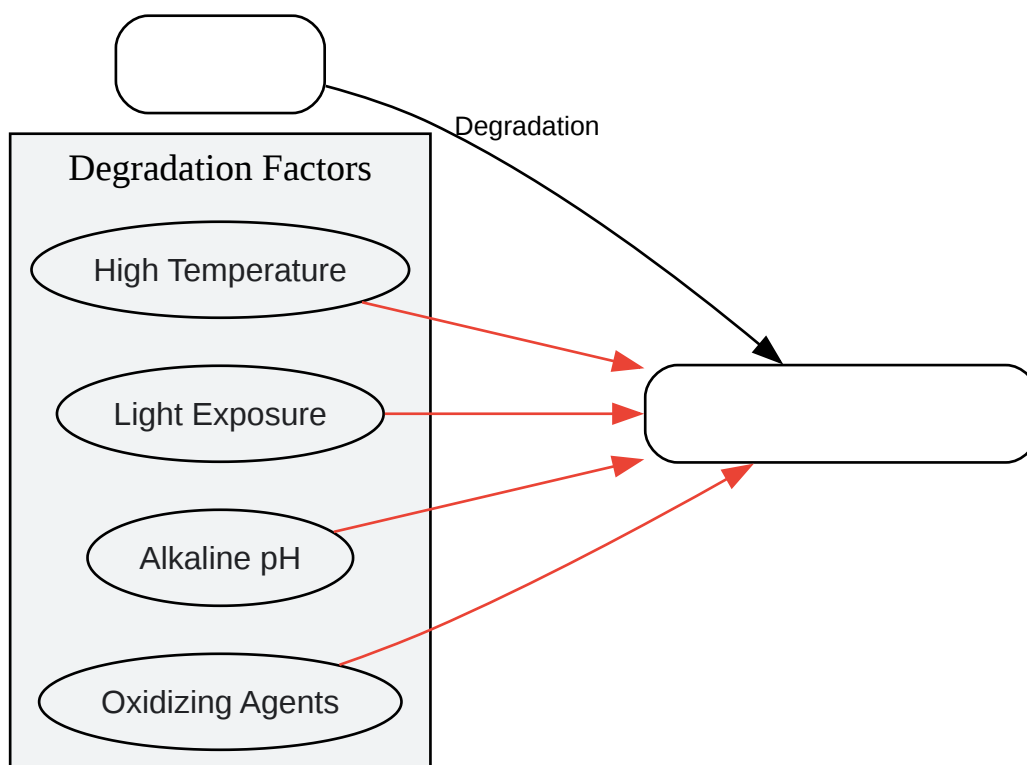 Degradation
Degradation Factors
High Temperature
Light Exposure
Alkaline pH
Oxidizing Agents